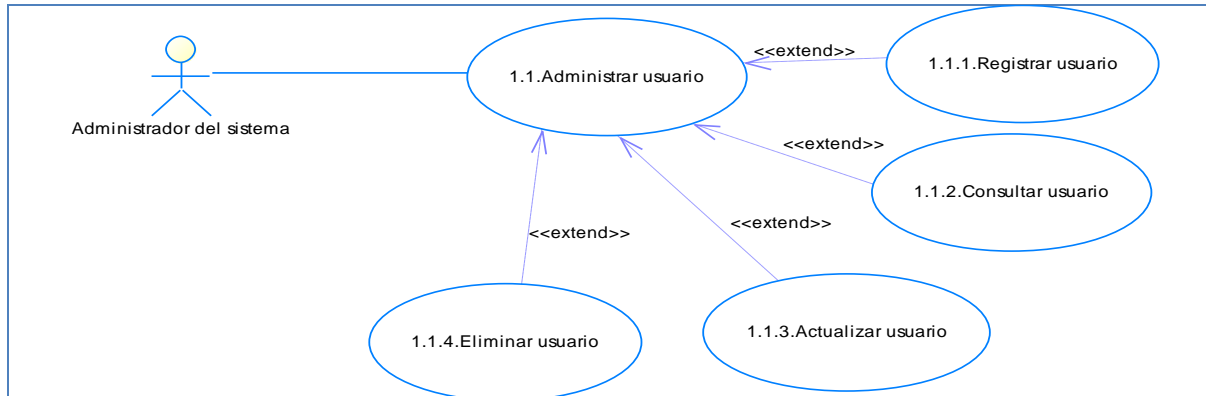 <<extend>>
1.1.1.Registrar usuario
1.1.Administrar usuario
Administrador del sistema
<<extend>>
1.1.2.Consultar usuario
<<extend>>
<<extend>>
1.1.3.Actualizar usuario
1.1.4.Eliminar usuario